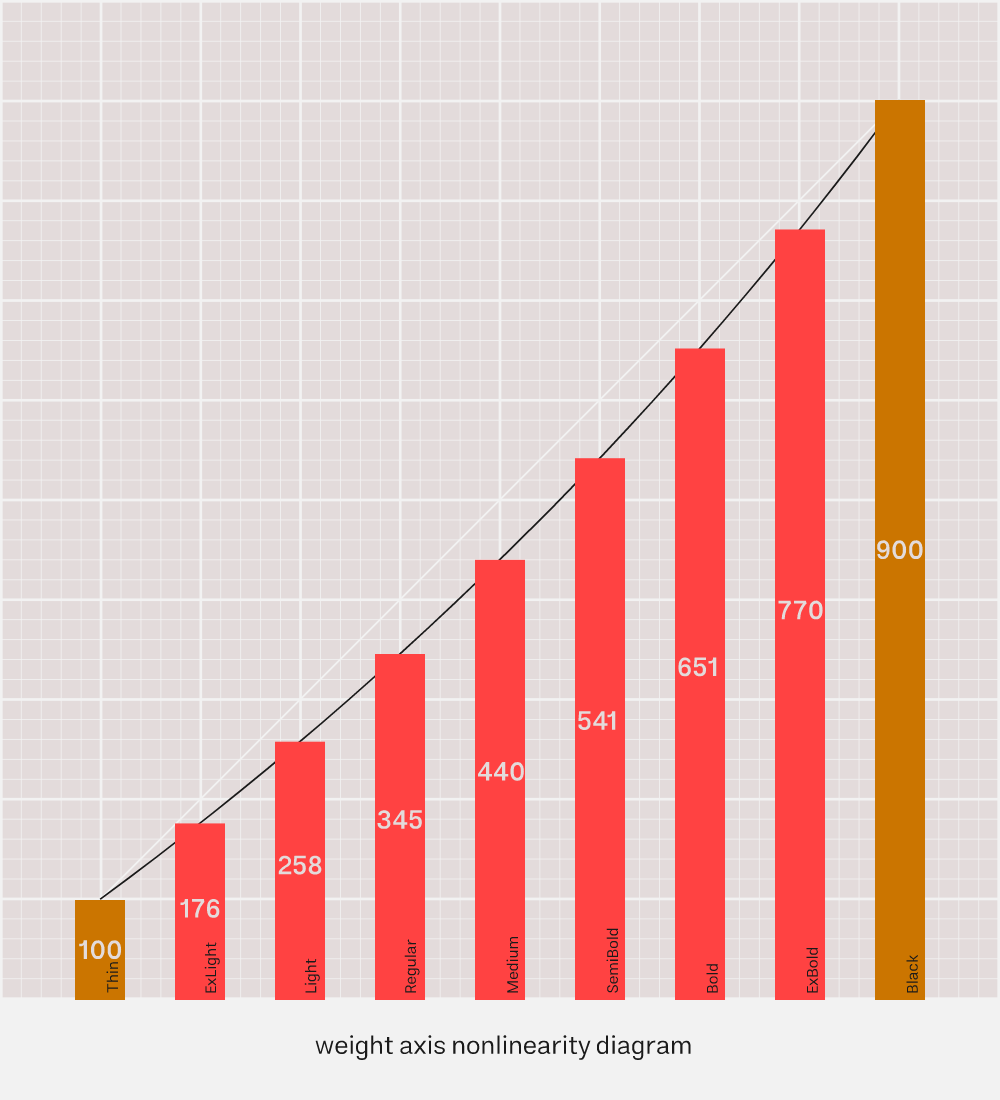 100
Thin
176
ExLight
258
Light
345
Regular
440
Medium
541
SemiBold
651
Bold
770
ExBold
900
Black
weight axis nonlinearity diagram